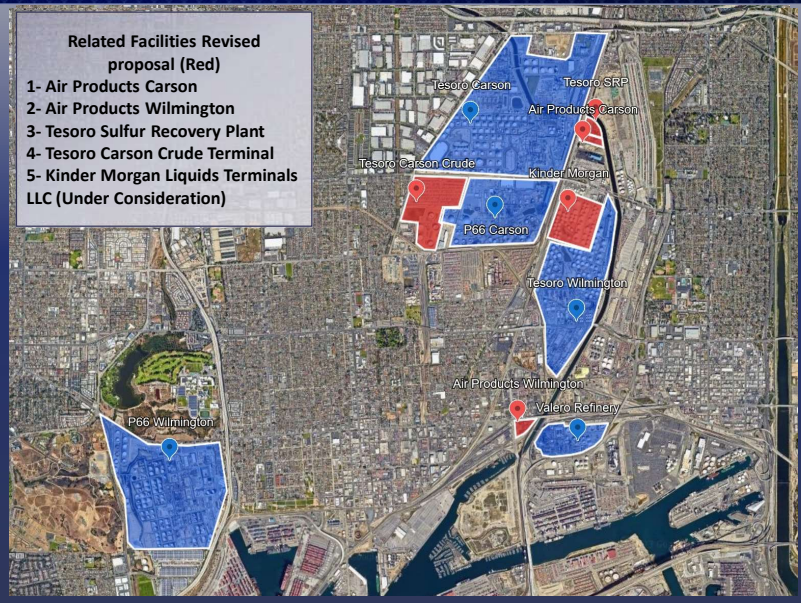 Related Facilities Revised
proposal (Red)
1- Air Products Carson
2- Air Products Wilmington
3- Tesoro Sulfur Recovery Plant
4- Tesoro Carson Crude Terminal
5- Kinder Morgan Liquids Terminals
LLC (Under Consideration)
Tesoro Carson
Tesoro SRP
Air Products Carson
Tesoro Carson Crude
Kinder Morgan
P66 Carson
Tesoro Wilmington
Air Products Wilmington
Valero Refinery
P66 Wilmington